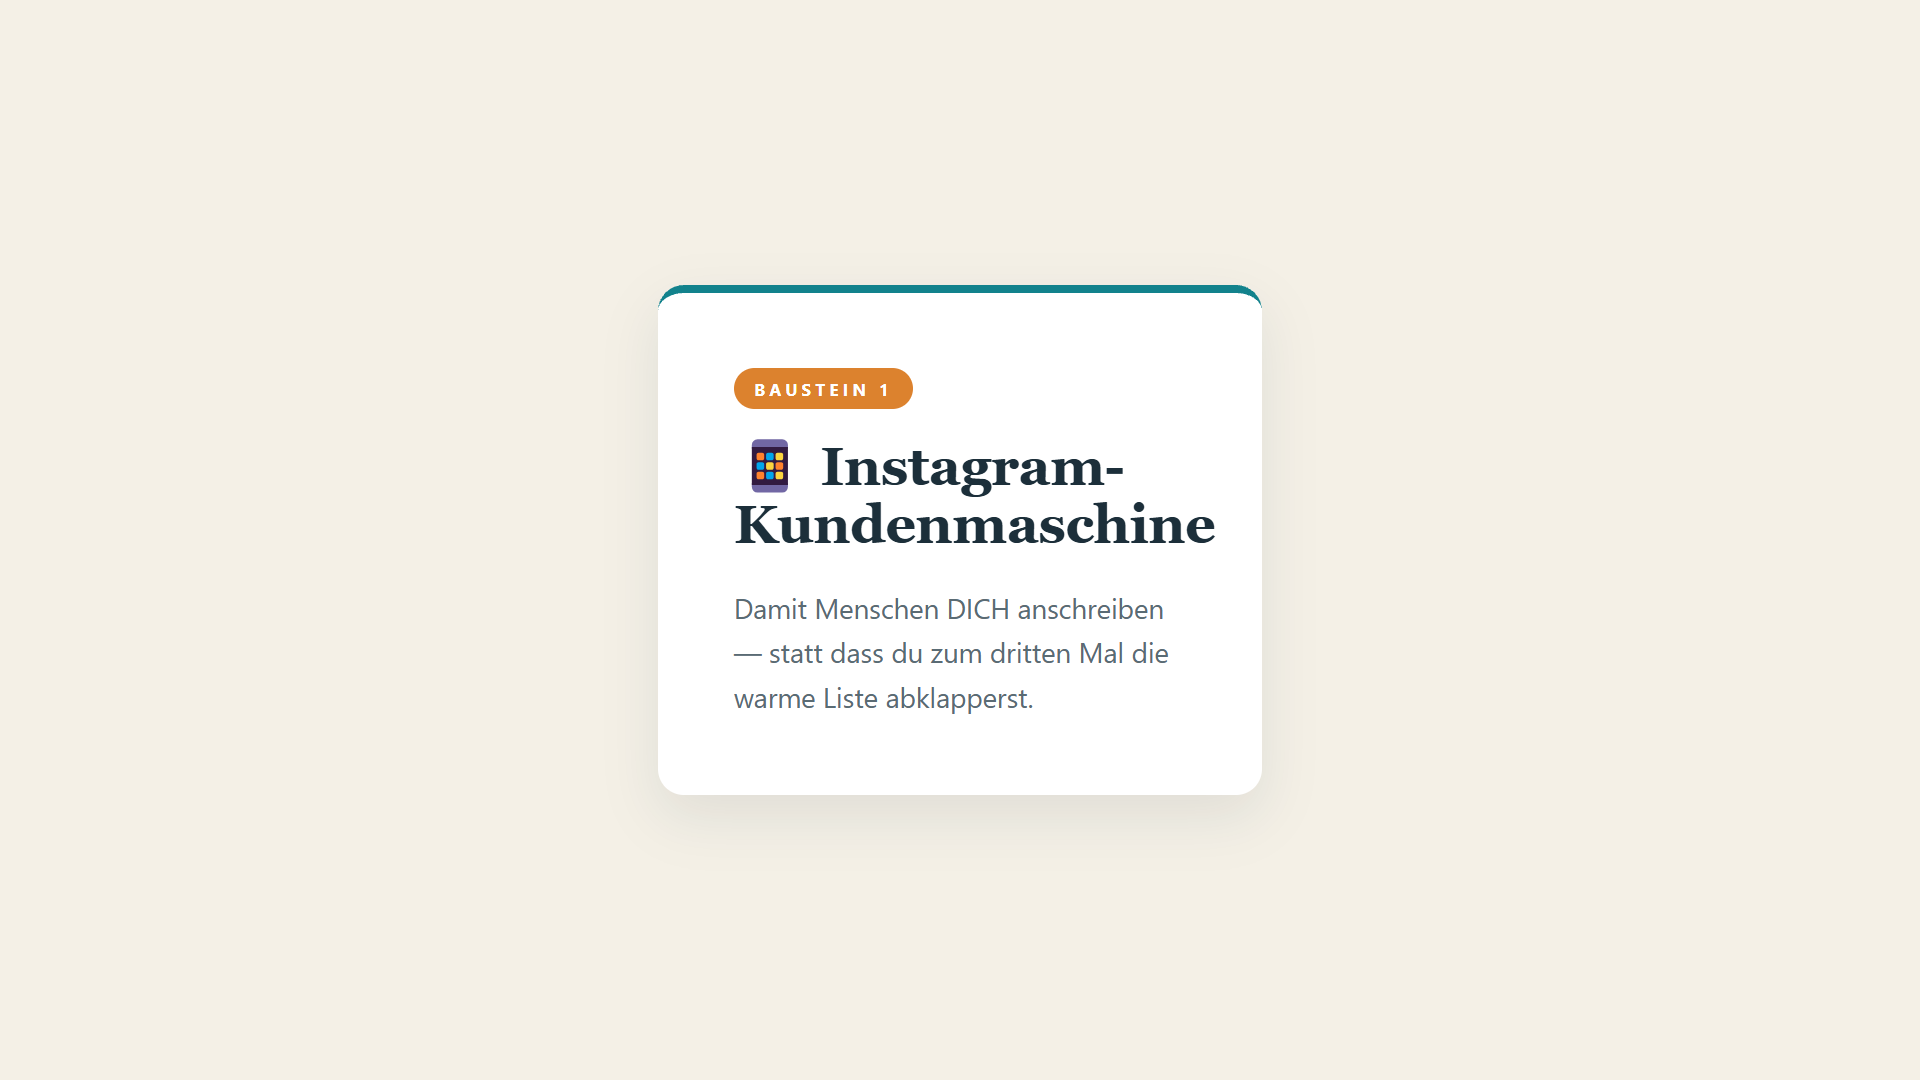 BAUSTEIN 1
Instagram-
Kundenmaschine
Damit Menschen DICH anschreiben
— statt dass du zum dritten Mal die
warme Liste abklapperst.